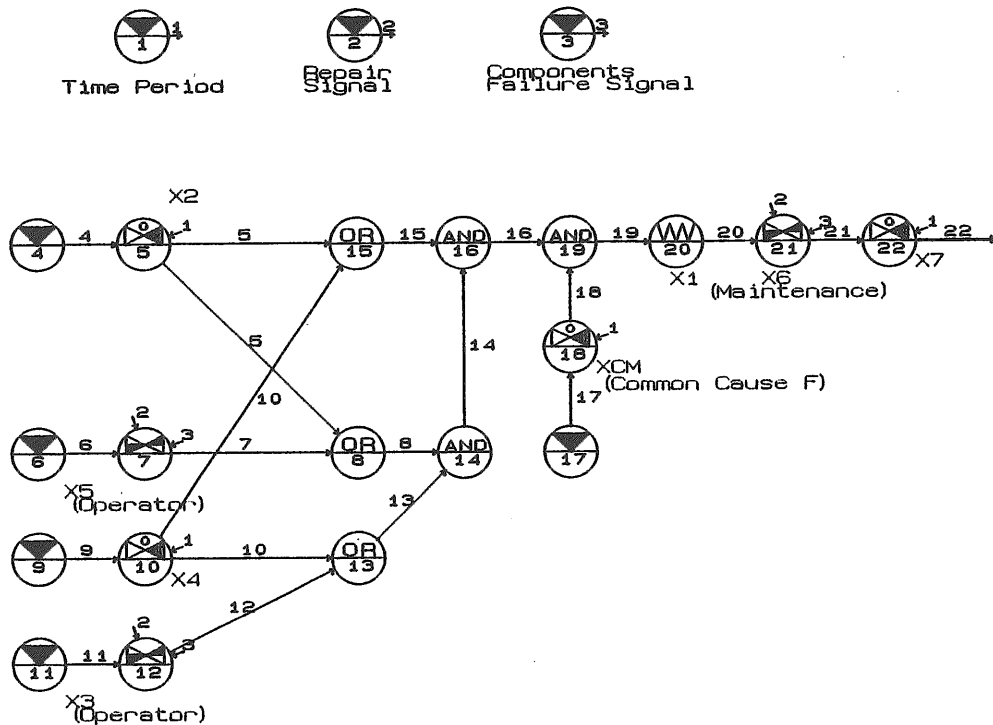 1 1
2 2
3 3
Time Period
Repair
Signal
Components
Failure Signal
X2
2
4 4 O 1 5 5 OR 15 15 AND 16 16 AND 19 19 20 20 3 21 21 O 1 22 22
X1
X6
X7
(Maintenance)
18
5
14
O 1
18
XCM
(Common Cause F)
10
17
2
6 6 3 7 7 OR 8 8 AND 14 17
X5
(Operator)
13
9 9 O 1 10 10 OR 13
X4
12
2
11 11 3 12
X3
(Operator)